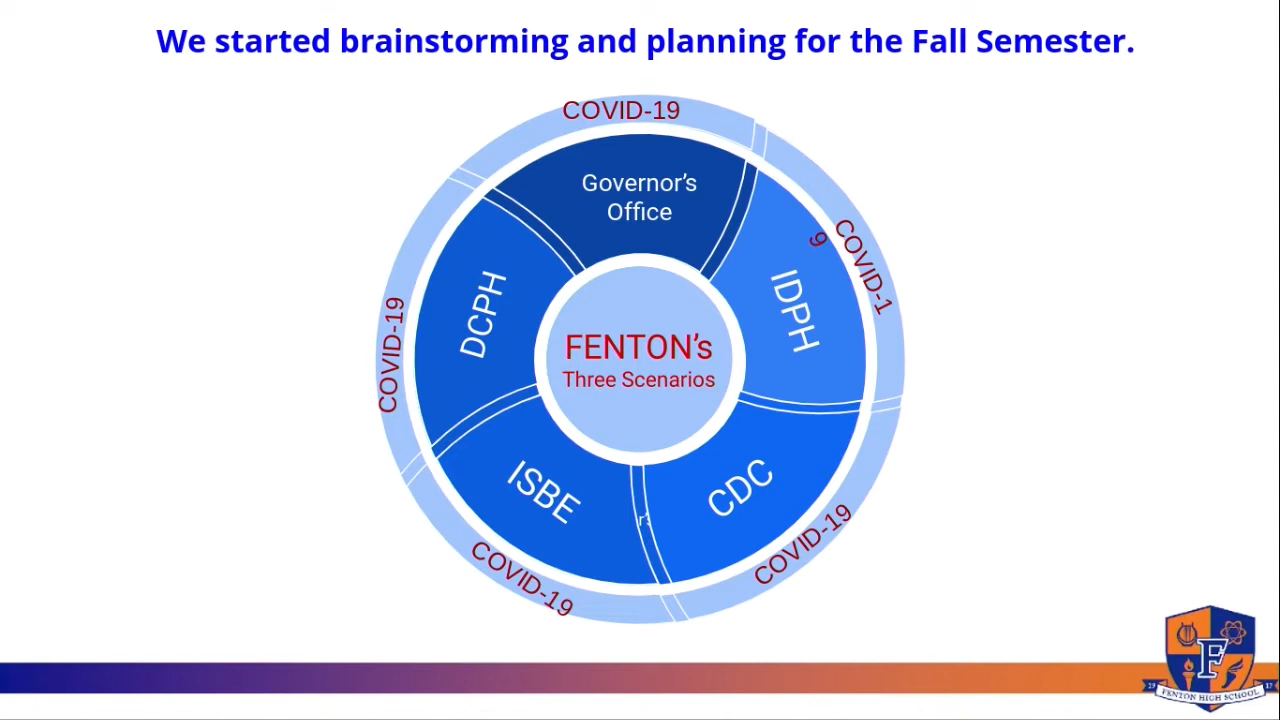 We started brainstorming and planning for the Fall Semester.
COVID-19
Governor's
Office
COVID-1
9
IDPH
DCPH
COVID-19
FENTON's
Three Scenarios
ISBE
CDC
COVID-19
COVID-19
F
19 FENTON HIGH SCHOOL